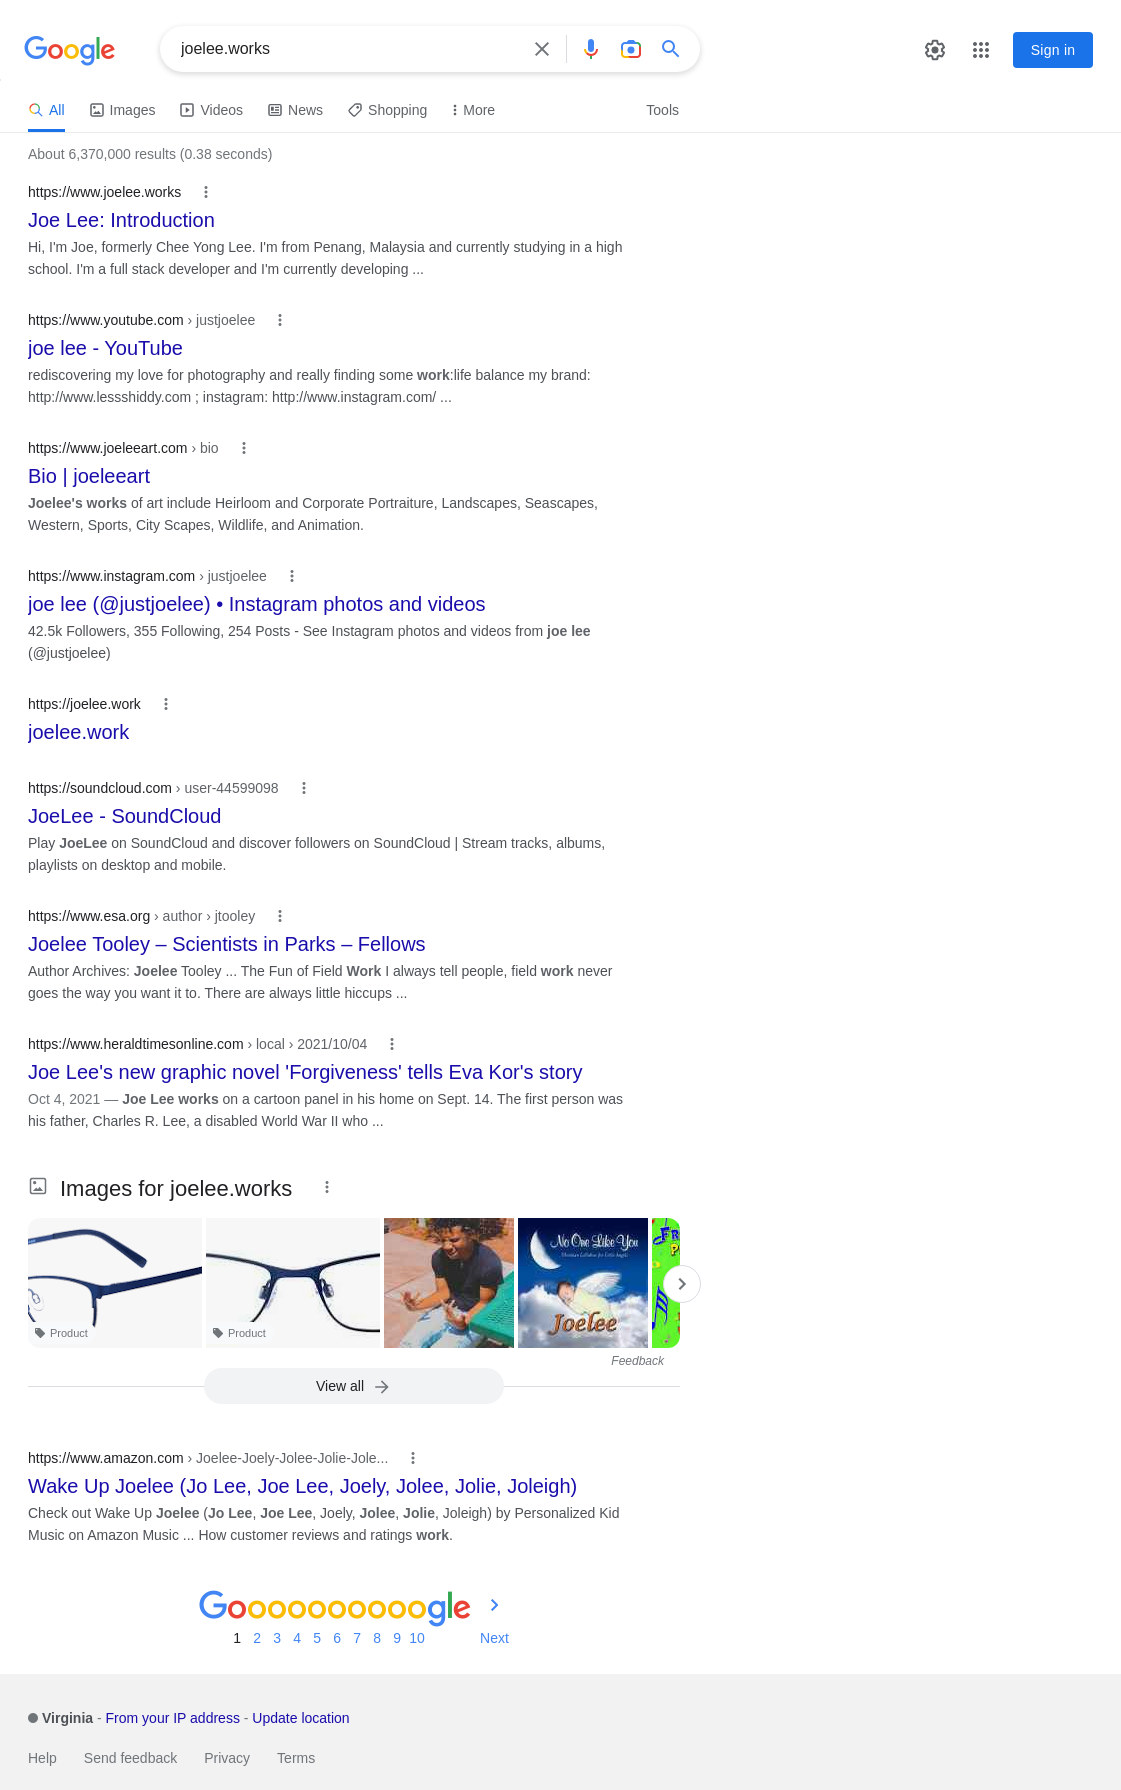 Google
joelee.works
Sign in
All
Images
Videos
News
Shopping
More
Tools
About 6,370,000 results (0.38 seconds)
https://www.joelee.works
Joe Lee: Introduction
Hi, I'm Joe, formerly Chee Yong Lee. I'm from Penang, Malaysia and currently studying in a high
school. I'm a full stack developer and I'm currently developing ...
https://www.youtube.com › justjoelee
joe lee - YouTube
rediscovering my love for photography and really finding some work:life balance my brand:
http://www.lessshiddy.com ; instagram: http://www.instagram.com/ ...
https://www.joeleeart.com › bio
Bio | joeleeart
Joelee's works of art include Heirloom and Corporate Portraiture, Landscapes, Seascapes,
Western, Sports, City Scapes, Wildlife, and Animation.
https://www.instagram.com › justjoelee
joe lee (@justjoelee) • Instagram photos and videos
42.5k Followers, 355 Following, 254 Posts - See Instagram photos and videos from joe lee
(@justjoelee)
https://joelee.work
joelee.work
https://soundcloud.com › user-44599098
JoeLee - SoundCloud
Play JoeLee on SoundCloud and discover followers on SoundCloud | Stream tracks, albums,
playlists on desktop and mobile.
https://www.esa.org › author › jtooley
Joelee Tooley – Scientists in Parks – Fellows
Author Archives: Joelee Tooley ... The Fun of Field Work I always tell people, field work never
goes the way you want it to. There are always little hiccups ...
https://www.heraldtimesonline.com › local › 2021/10/04
Joe Lee's new graphic novel 'Forgiveness' tells Eva Kor's story
Oct 4, 2021 — Joe Lee works on a cartoon panel in his home on Sept. 14. The first person was
his father, Charles R. Lee, a disabled World War II who ...
Images for joelee.works
Product
Product
No One Like You
Joelee
Feedback
View all
https://www.amazon.com › Joelee-Joely-Jolee-Jolie-Jole...
Wake Up Joelee (Jo Lee, Joe Lee, Joely, Jolee, Jolie, Joleigh)
Check out Wake Up Joelee (Jo Lee, Joe Lee, Joely, Jolee, Jolie, Joleigh) by Personalized Kid
Music on Amazon Music ... How customer reviews and ratings work.
Goooooooooogle
1 2 3 4 5 6 7 8 9 10 Next
Virginia - From your IP address - Update location
Help Send feedback Privacy Terms